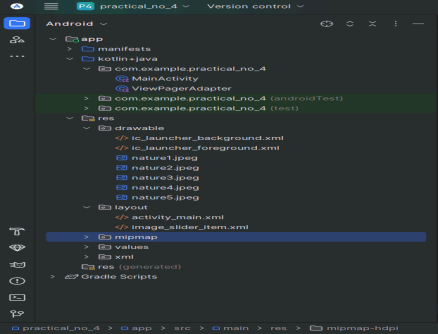 P4 practical_no_4 Version control
Android
app
manifests
kotlin+java
com.example.practical_no_4
MainActivity
ViewPagerAdapter
com.example.practical_no_4 (androidTest)
com.example.practical_no_4 (test)
res
drawable
ic_launcher_background.xml
ic_launcher_foreground.xml
nature1.jpeg
nature2.jpeg
nature3.jpeg
nature4.jpeg
nature5.jpeg
layout
activity_main.xml
image_slider_item.xml
mipmap
values
xml
res (generated)
Gradle Scripts
practical_no_4 > app > src > main > res > mipmap-hdpi